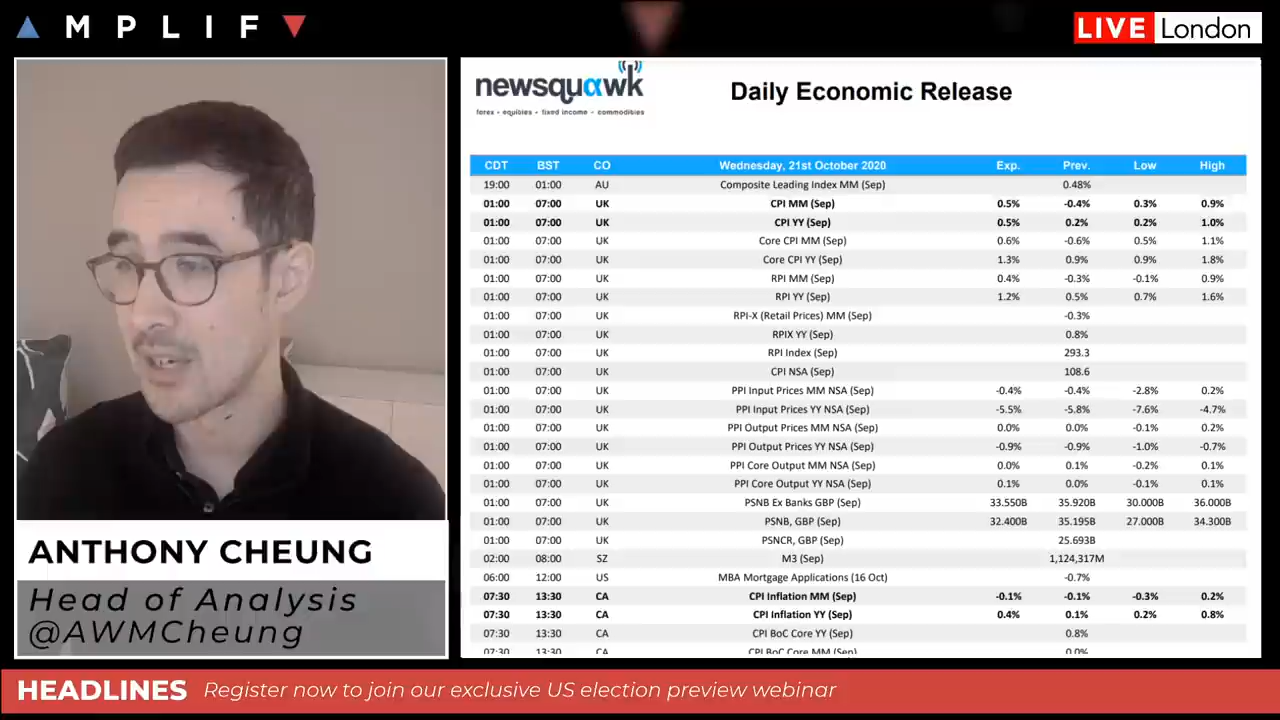 AMPLIFY
LIVE London
newsquawk
forex - equities - fixed income - commodities
Daily Economic Release
CDT BST CO Wednesday, 21st October 2020 Exp. Prev. Low High
19:00 01:00 AU Composite Leading Index MM (Sep) 0.48%
01:00 07:00 UK CPI MM (Sep) 0.5% -0.4% 0.3% 0.9%
01:00 07:00 UK CPI YY (Sep) 0.5% 0.2% 0.2% 1.0%
01:00 07:00 UK Core CPI MM (Sep) 0.6% -0.6% 0.5% 1.1%
01:00 07:00 UK Core CPI YY (Sep) 1.3% 0.9% 0.9% 1.8%
01:00 07:00 UK RPI MM (Sep) 0.4% -0.3% -0.1% 0.9%
01:00 07:00 UK RPI YY (Sep) 1.2% 0.5% 0.7% 1.6%
01:00 07:00 UK RPI-X (Retail Prices) MM (Sep) -0.3%
01:00 07:00 UK RPIX YY (Sep) 0.8%
01:00 07:00 UK RPI Index (Sep) 293.3
01:00 07:00 UK CPI NSA (Sep) 108.6
01:00 07:00 UK PPI Input Prices MM NSA (Sep) -0.4% -0.4% -2.8% 0.2%
01:00 07:00 UK PPI Input Prices YY NSA (Sep) -5.5% -5.8% -7.6% -4.7%
01:00 07:00 UK PPI Output Prices MM NSA (Sep) 0.0% 0.0% -0.1% 0.2%
01:00 07:00 UK PPI Output Prices YY NSA (Sep) -0.9% -0.9% -1.0% -0.7%
01:00 07:00 UK PPI Core Output MM NSA (Sep) 0.0% 0.1% -0.2% 0.1%
01:00 07:00 UK PPI Core Output YY NSA (Sep) 0.1% 0.0% -0.1% 0.1%
01:00 07:00 UK PSNB Ex Banks GBP (Sep) 33.550B 35.920B 30.000B 36.000B
01:00 07:00 UK PSNB, GBP (Sep) 32.400B 35.195B 27.000B 34.300B
01:00 07:00 UK PSNCR, GBP (Sep) 25.693B
02:00 08:00 SZ M3 (Sep) 1,124,317M
06:00 12:00 US MBA Mortgage Applications (16 Oct) -0.7%
07:30 13:30 CA CPI Inflation MM (Sep) -0.1% -0.1% -0.3% 0.2%
07:30 13:30 CA CPI Inflation YY (Sep) 0.4% 0.1% 0.2% 0.8%
07:30 13:30 CA CPI BoC Core YY (Sep) 0.8%
07:30 13:30 CA CPI BoC Core MM (Sep) 0.0%
ANTHONY CHEUNG
Head of Analysis
@AWMCheung
HEADLINES Register now to join our exclusive US election preview webinar